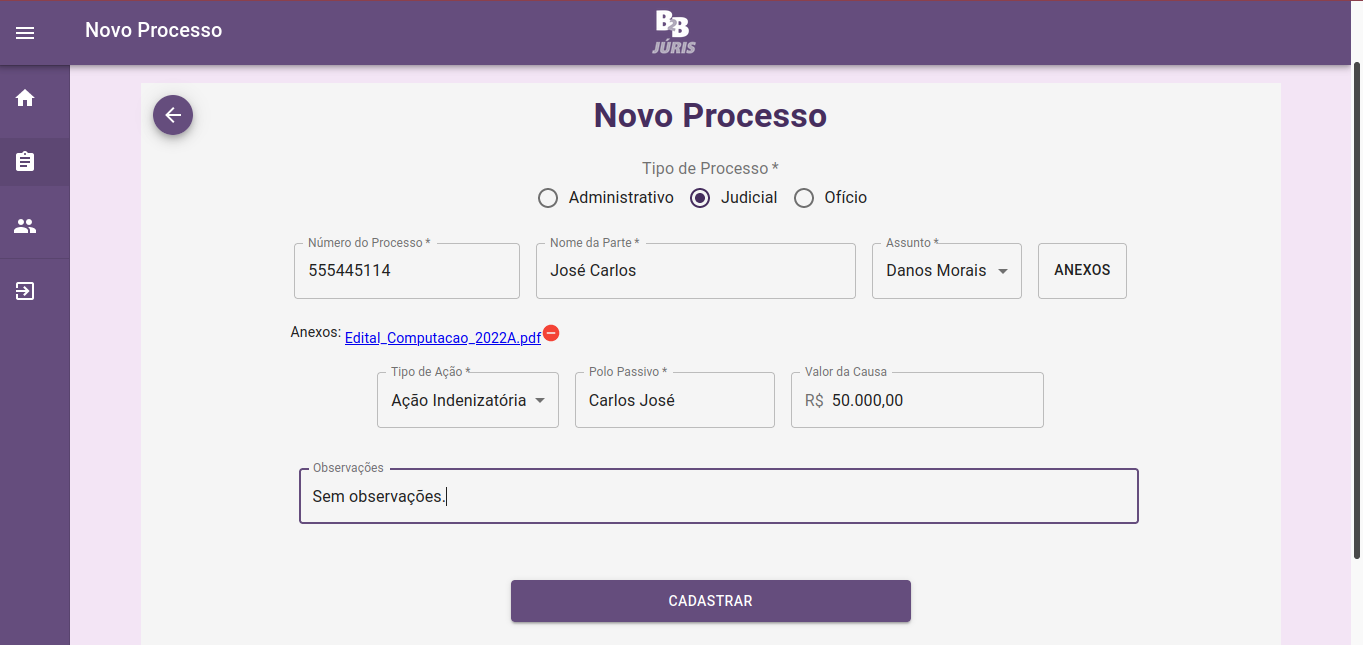 Novo Processo
B2B
JÚRIS
Novo Processo
Tipo de Processo *
Administrativo Judicial Ofício
Número do Processo * Nome da Parte * Assunto *
555445114 José Carlos Danos Morais ANEXOS
Anexos: Edital_Computacao_2022A.pdf
Tipo de Ação * Polo Passivo * Valor da Causa
Ação Indenizatória Carlos José R$ 50.000,00
Observações
Sem observações.
CADASTRAR